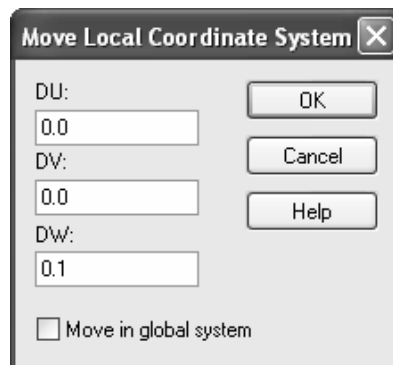 Move Local Coordinate System
DU:
0.0
DV:
0.0
DW:
0.1
Move in global system
OK
Cancel
Help